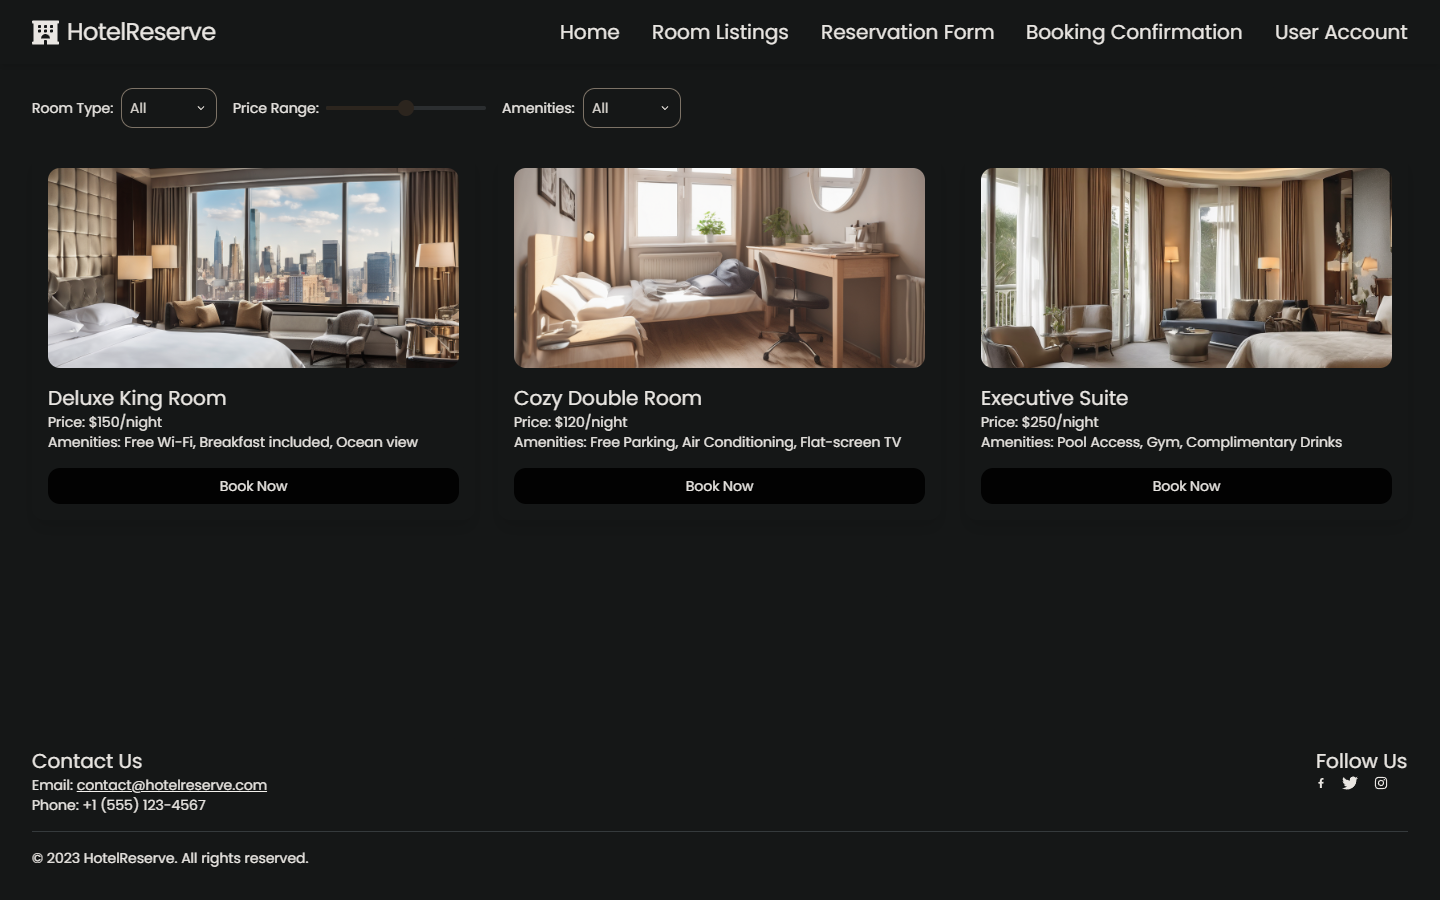 HotelReserve
Home
Room Listings
Reservation Form
Booking Confirmation
User Account
Room Type: All
Price Range:
Amenities: All
Deluxe King Room
Price: $150/night
Amenities: Free Wi-Fi, Breakfast included, Ocean view
Book Now
Cozy Double Room
Price: $120/night
Amenities: Free Parking, Air Conditioning, Flat-screen TV
Book Now
Executive Suite
Price: $250/night
Amenities: Pool Access, Gym, Complimentary Drinks
Book Now
Contact Us
Email: contact@hotelreserve.com
Phone: +1 (555) 123-4567
Follow Us
© 2023 HotelReserve. All rights reserved.